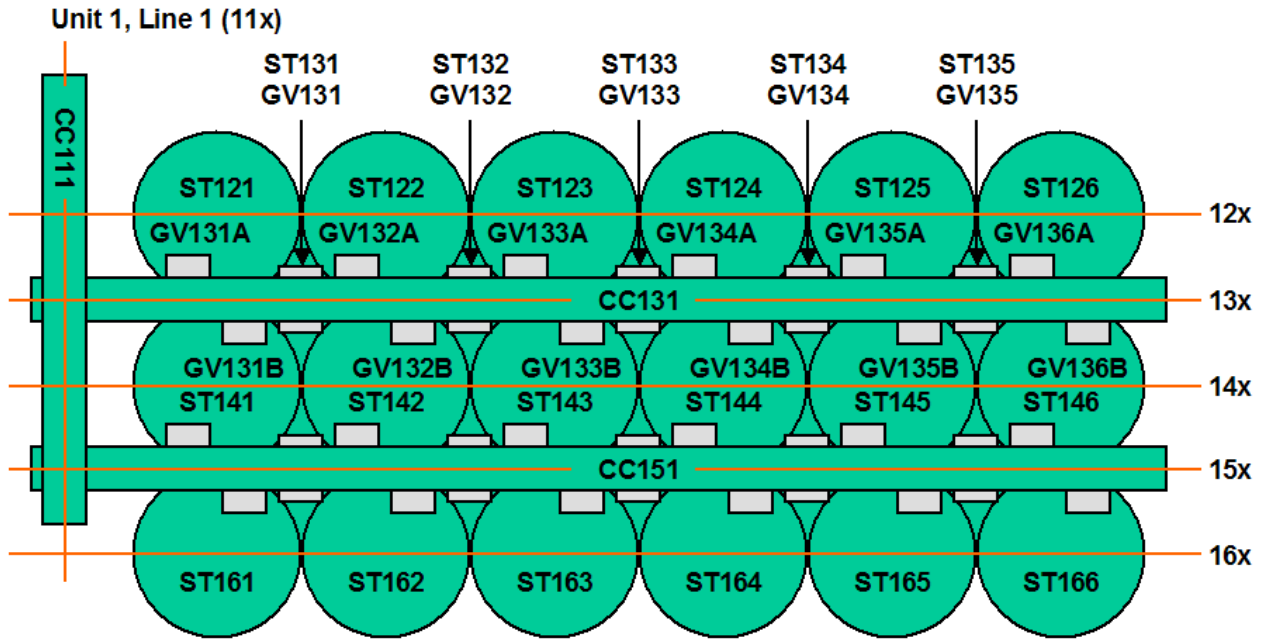 Unit 1, Line 1 (11x)
ST131 ST132 ST133 ST134 ST135
GV131 GV132 GV133 GV134 GV135
CC111
ST121 ST122 ST123 ST124 ST125 ST126
12x
GV131A GV132A GV133A GV134A GV135A GV136A
CC131 13x
GV131B GV132B GV133B GV134B GV135B GV136B
14x
ST141 ST142 ST143 ST144 ST145 ST146
CC151 15x
16x
ST161 ST162 ST163 ST164 ST165 ST166